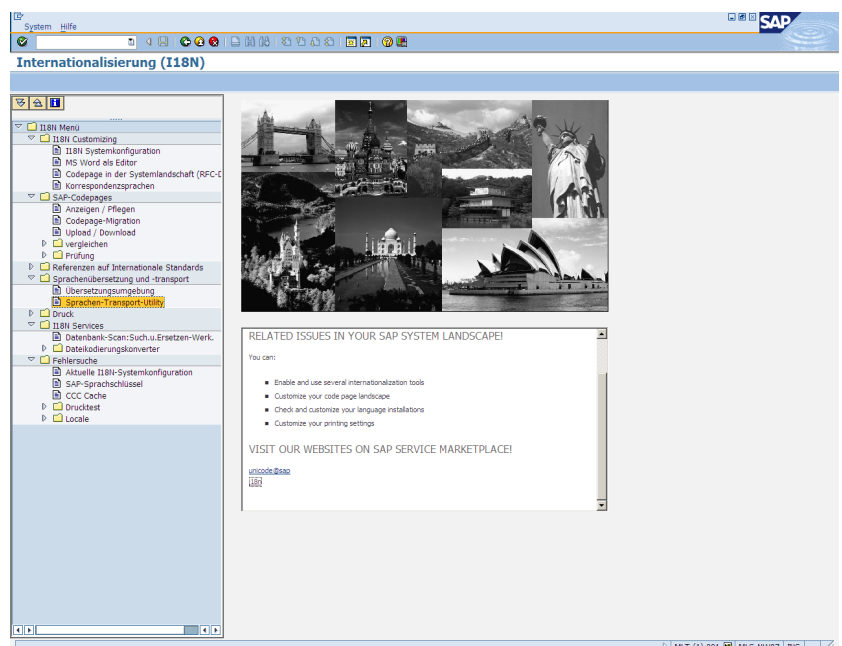 System Hilfe
SAP
Internationalisierung (I18N)
I18N Menü
I18N Customizing
I18N Systemkonfiguration
MS Word als Editor
Codepage in der Systemlandschaft (RFC-D
Korrespondenzsprachen
SAP-Codepages
Anzeigen / Pflegen
Codepage-Migration
Upload / Download
vergleichen
Prüfung
Referenzen auf Internationale Standards
Sprachenübersetzung und -transport
Übersetzungsumgebung
Sprachen-Transport-Utility
Druck
I18N Services
Datenbank-Scan:Such.u.Ersetzen-Werk.
Dateikodierungskonverter
Fehlersuche
Aktuelle I18N-Systemkonfiguration
SAP-Sprachschlüssel
CCC Cache
Drucktest
Locale
RELATED ISSUES IN YOUR SAP SYSTEM LANDSCAPE!
You can:
Enable and use several internationalization tools
Customize your code page landscape
Check and customize your language installations
Customize your printing settings
VISIT OUR WEBSITES ON SAP SERVICE MARKETPLACE!
unicode@sap
i18n